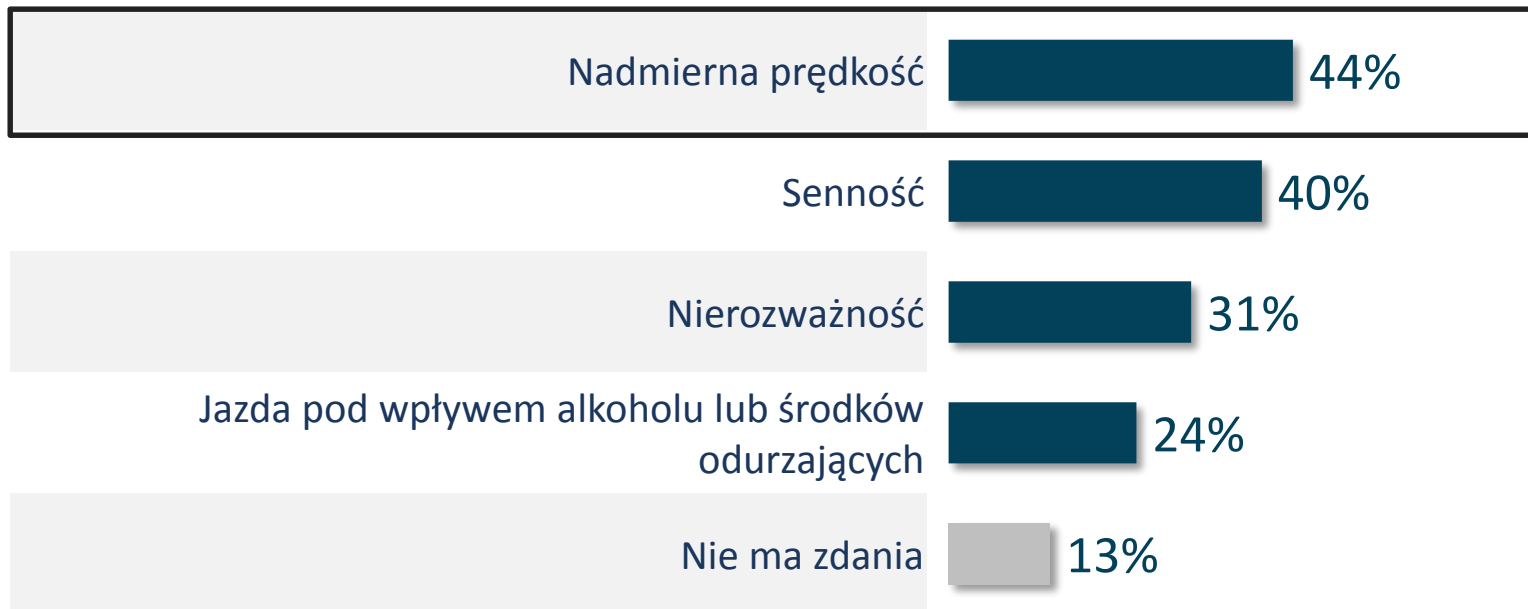 Nadmierna prędkość 44%
Senność 40%
Nierozważność 31%
Jazda pod wpływem alkoholu lub środków
odurzających 24%
Nie ma zdania 13%